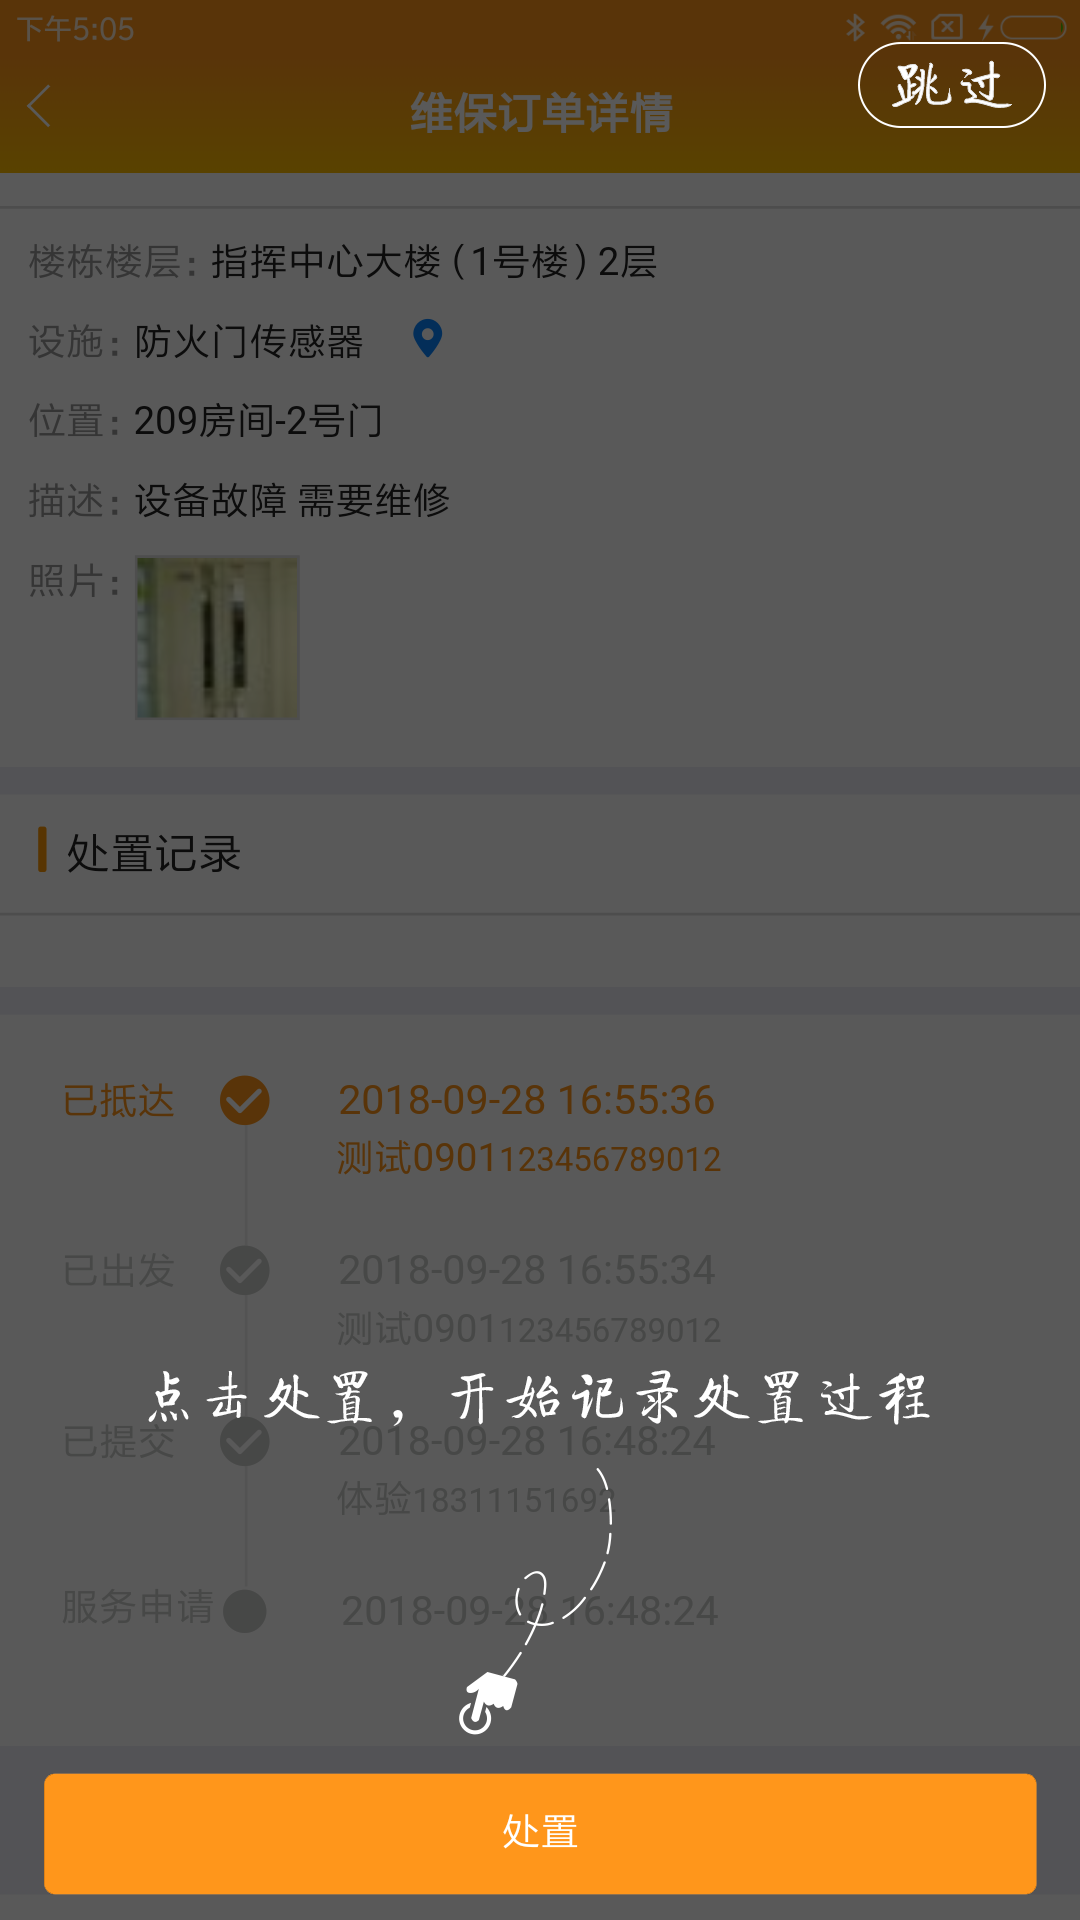 下午5:05
跳过
维保订单详情
楼栋楼层: 指挥中心大楼(1号楼)2层
设施: 防火门传感器
位置: 209房间-2号门
描述: 设备故障 需要维修
照片:
处置记录
已抵达 2018-09-28 16:55:36
测试0901123456789012
已出发 2018-09-28 16:55:34
测试0901123456789012
点击处置，开始记录处置过程
已提交 2018-09-28 16:48:24
体验18311151692
服务申请 2018-09-28 16:48:24
处置